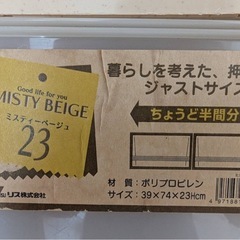 Good life for you
MISTY BEIGE
ミスティーベージュ
23
リス株式会社
暮らしを考えた、押
ジャストサイズ
ちょうど半間分
材 質：ポリプロピレン
サイズ：39×74×23Hcm